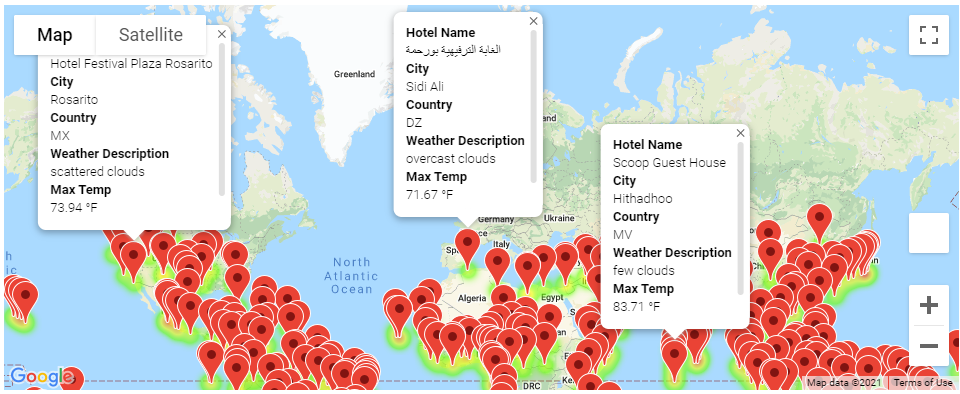 Map
Satellite
Hotel Festival Plaza Rosarito
City
Rosarito
Country
MX
Weather Description
scattered clouds
Max Temp
73.94 °F
Hotel Name
الغابة الترفيهية بورحمة
City
Sidi Ali
Country
DZ
Weather Description
overcast clouds
Max Temp
71.67 °F
Hotel Name
Scoop Guest House
City
Hithadhoo
Country
MV
Weather Description
few clouds
Max Temp
83.71 °F
Greenland
Germany
Ukraine
Italy
North
Atlantic
Ocean
Algeria
Egypt
DRC
Google
Map data ©2021
Terms of Use